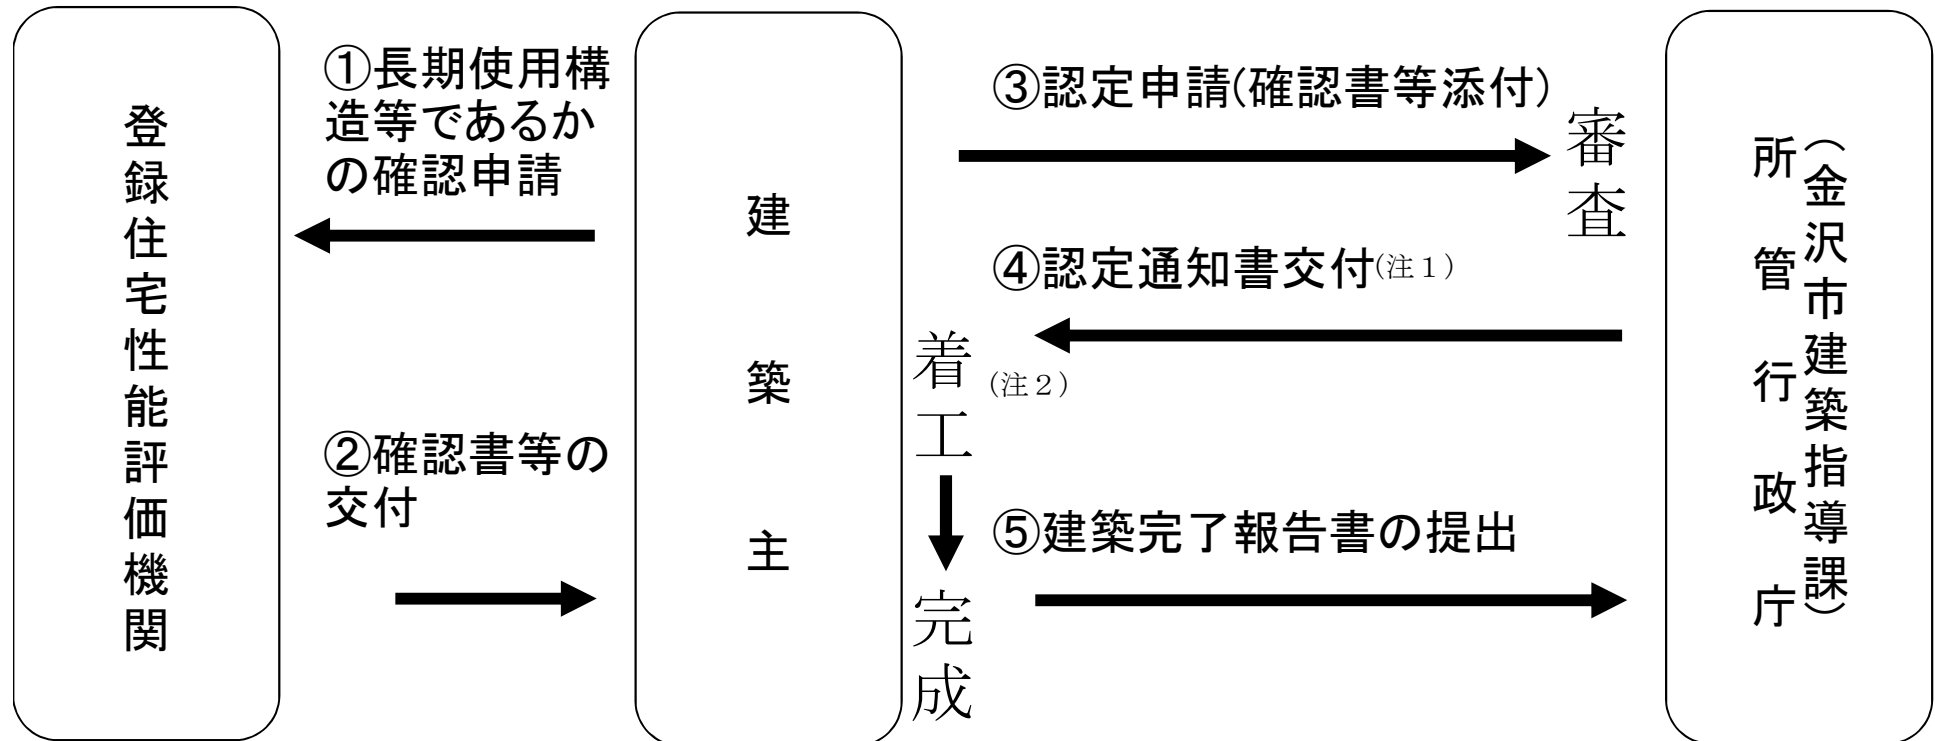 登録住宅性能評価機関
①長期使用構
造等であるか
の確認申請
②確認書等の
交付
建築主
③認定申請(確認書等添付)
審査
④認定通知書交付(注１)
着工
(注２)
⑤建築完了報告書の提出
完成
所管行政庁
(金沢市建築指導課)